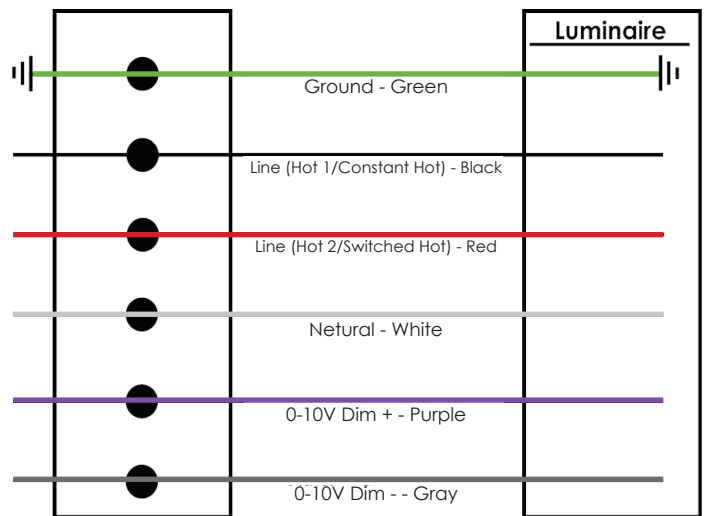 Luminaire
Ground - Green
Line (Hot 1/Constant Hot) - Black
Line (Hot 2/Switched Hot) - Red
Netural - White
0-10V Dim + - Purple
0-10V Dim - - Gray